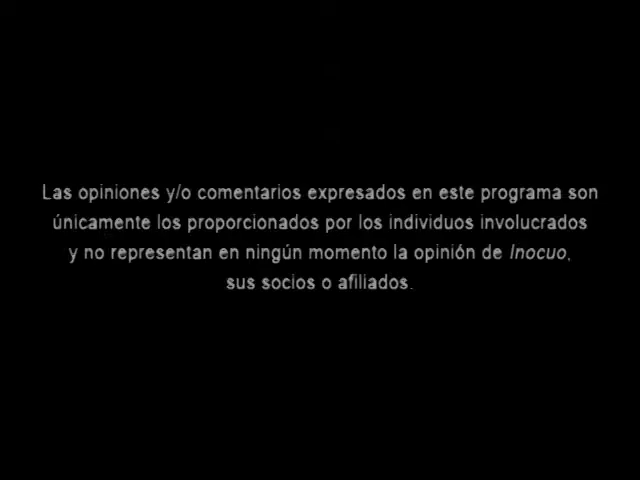 Las opiniones y/o comentarios expresados en este programa son
únicamente los proporcionados por los individuos involucrados
y no representan en ningún momento la opinión de Inocuo,
sus socios o afiliados.